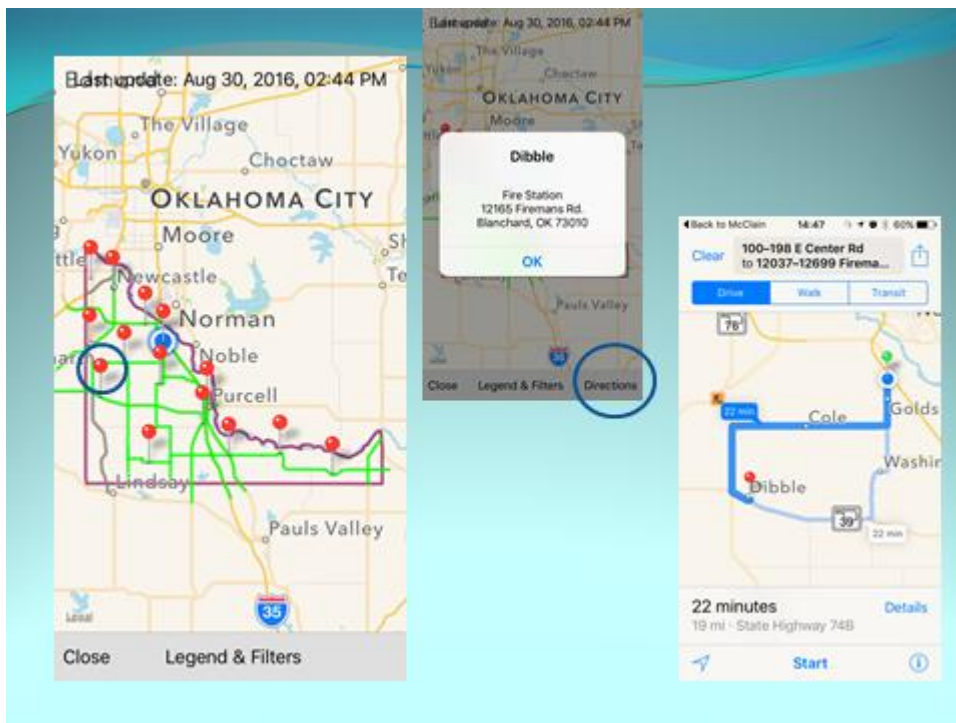 Last update: Aug 30, 2016, 02:44 PM
The Village
Yukon
Choctaw
OKLAHOMA CITY
Moore
Newcastle
Norman
Noble
Purcell
Lindsay
Pauls Valley
Legal
35
Close Legend & Filters
Last update: Aug 30, 2016, 02:44 PM
The Village
Yukon
Choctaw
OKLAHOMA CITY
Moore
Dibble
Fire Station
12165 Firemans Rd.
Blanchard, OK 73010
OK
Pauls Valley
35
Close Legend & Filters Directions
Back to McClain 14:47 60%
Clear
100–198 E Center Rd
to 12037–12699 Firema...
Drive Walk Transit
76
22 min
Cole
Golds
Washin
Dibble
39
22 min
22 minutes
Details
19 mi · State Highway 74B
Start